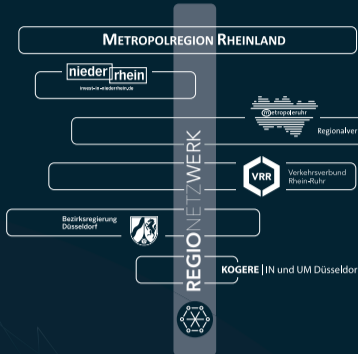 METROPOLREGION RHEINLAND
nieder rhein
invest-in-niederrhein.de
metropoleruhr
Regionalver
VRR
Verkehrsverbund
Rhein-Ruhr
Bezirksregierung
Düsseldorf
KOGERE | IN und UM Düsseldor
REGIONETZWERK